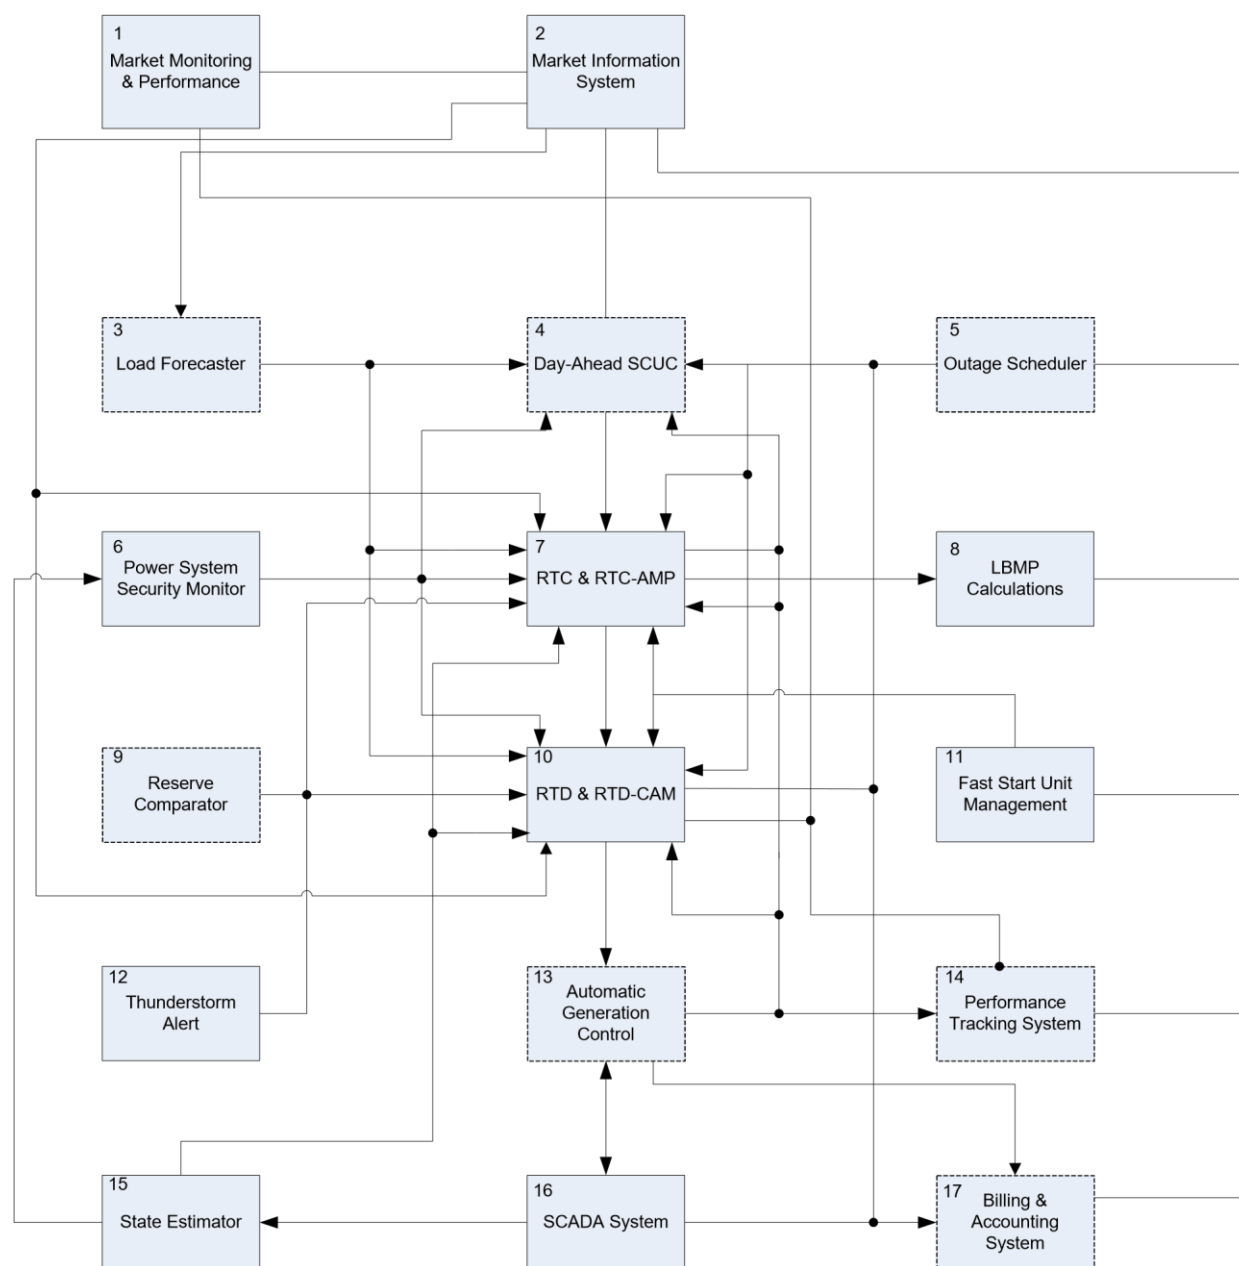 1
Market Monitoring
& Performance
2
Market Information
System
3
Load Forecaster
4
Day-Ahead SCUC
5
Outage Scheduler
6
Power System
Security Monitor
7
RTC & RTC-AMP
8
LBMP
Calculations
9
Reserve
Comparator
10
RTD & RTD-CAM
11
Fast Start Unit
Management
12
Thunderstorm
Alert
13
Automatic
Generation
Control
14
Performance
Tracking System
15
State Estimator
16
SCADA System
17
Billing &
Accounting
System